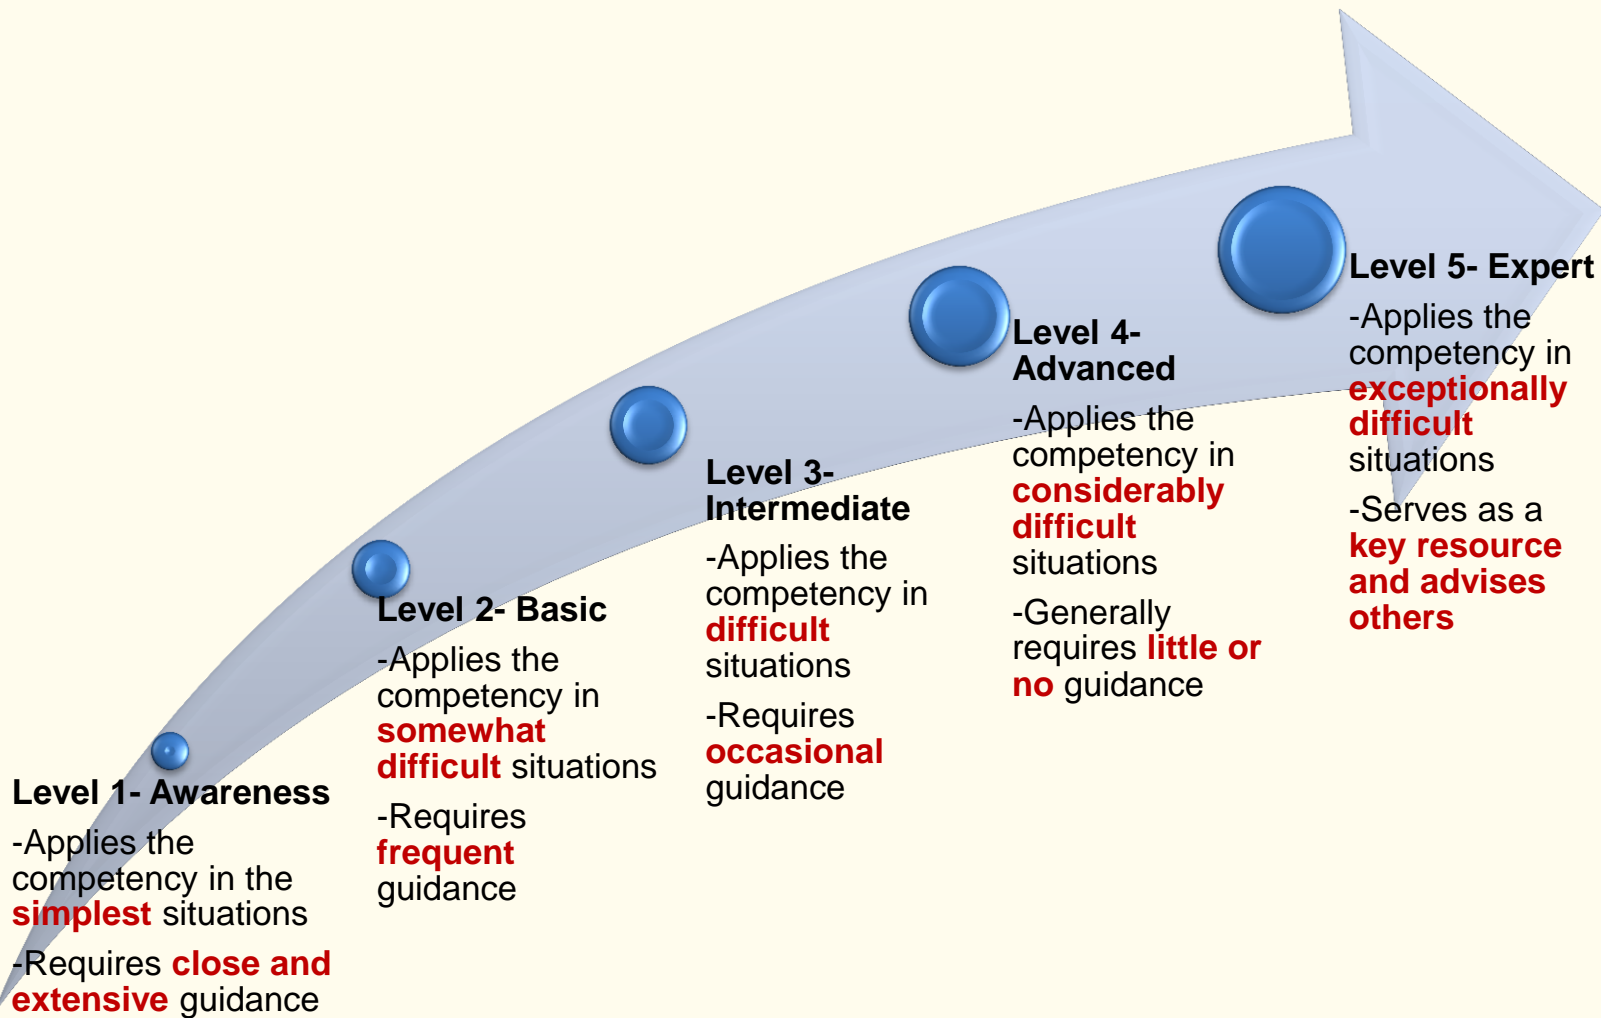 Level 1- Awareness
-Applies the
competency in the
simplest situations
-Requires close and
extensive guidance
Level 2- Basic
-Applies the
competency in
somewhat
difficult situations
-Requires
frequent
guidance
Level 3-
Intermediate
-Applies the
competency in
difficult
situations
-Requires
occasional
guidance
Level 4-
Advanced
-Applies the
competency in
considerably
difficult
situations
-Generally
requires little or
no guidance
Level 5- Expert
-Applies the
competency in
exceptionally
difficult
situations
-Serves as a
key resource
and advises
others